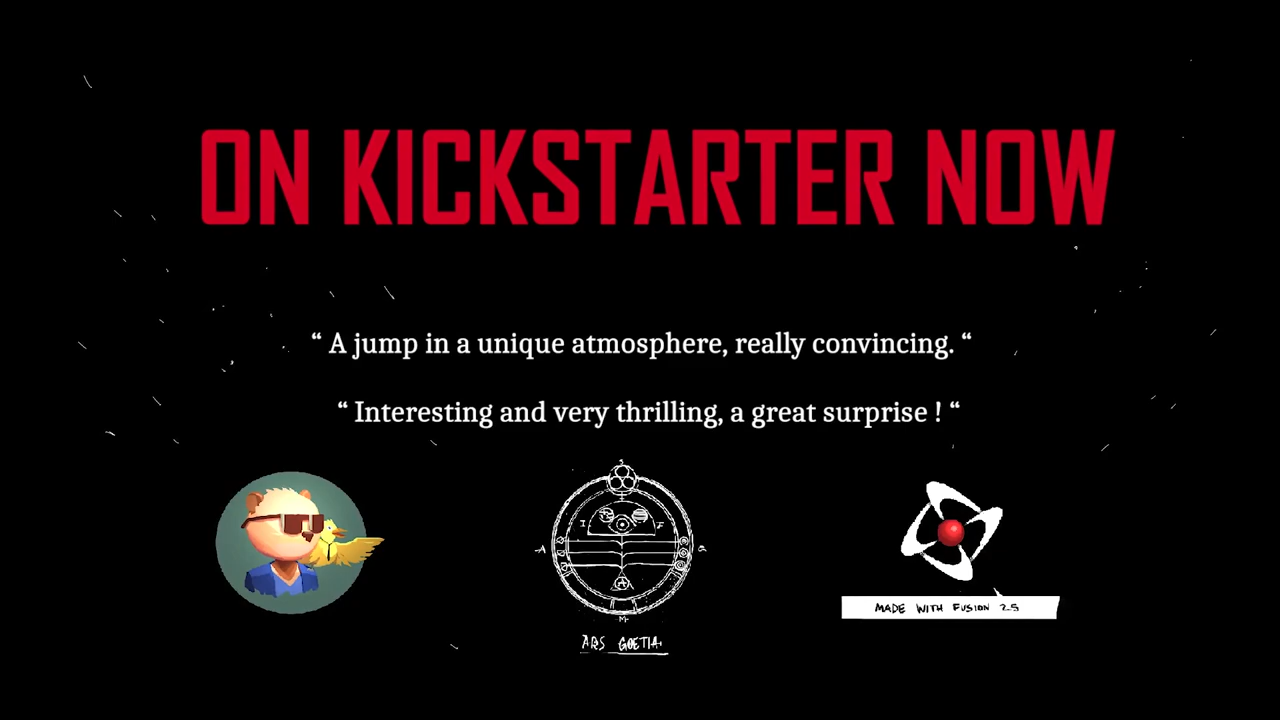 ON KICKSTARTER NOW
“ A jump in a unique atmosphere, really convincing. “
“ Interesting and very thrilling, a great surprise ! “
ARS GOETIA
MADE WITH FUSION 2.5